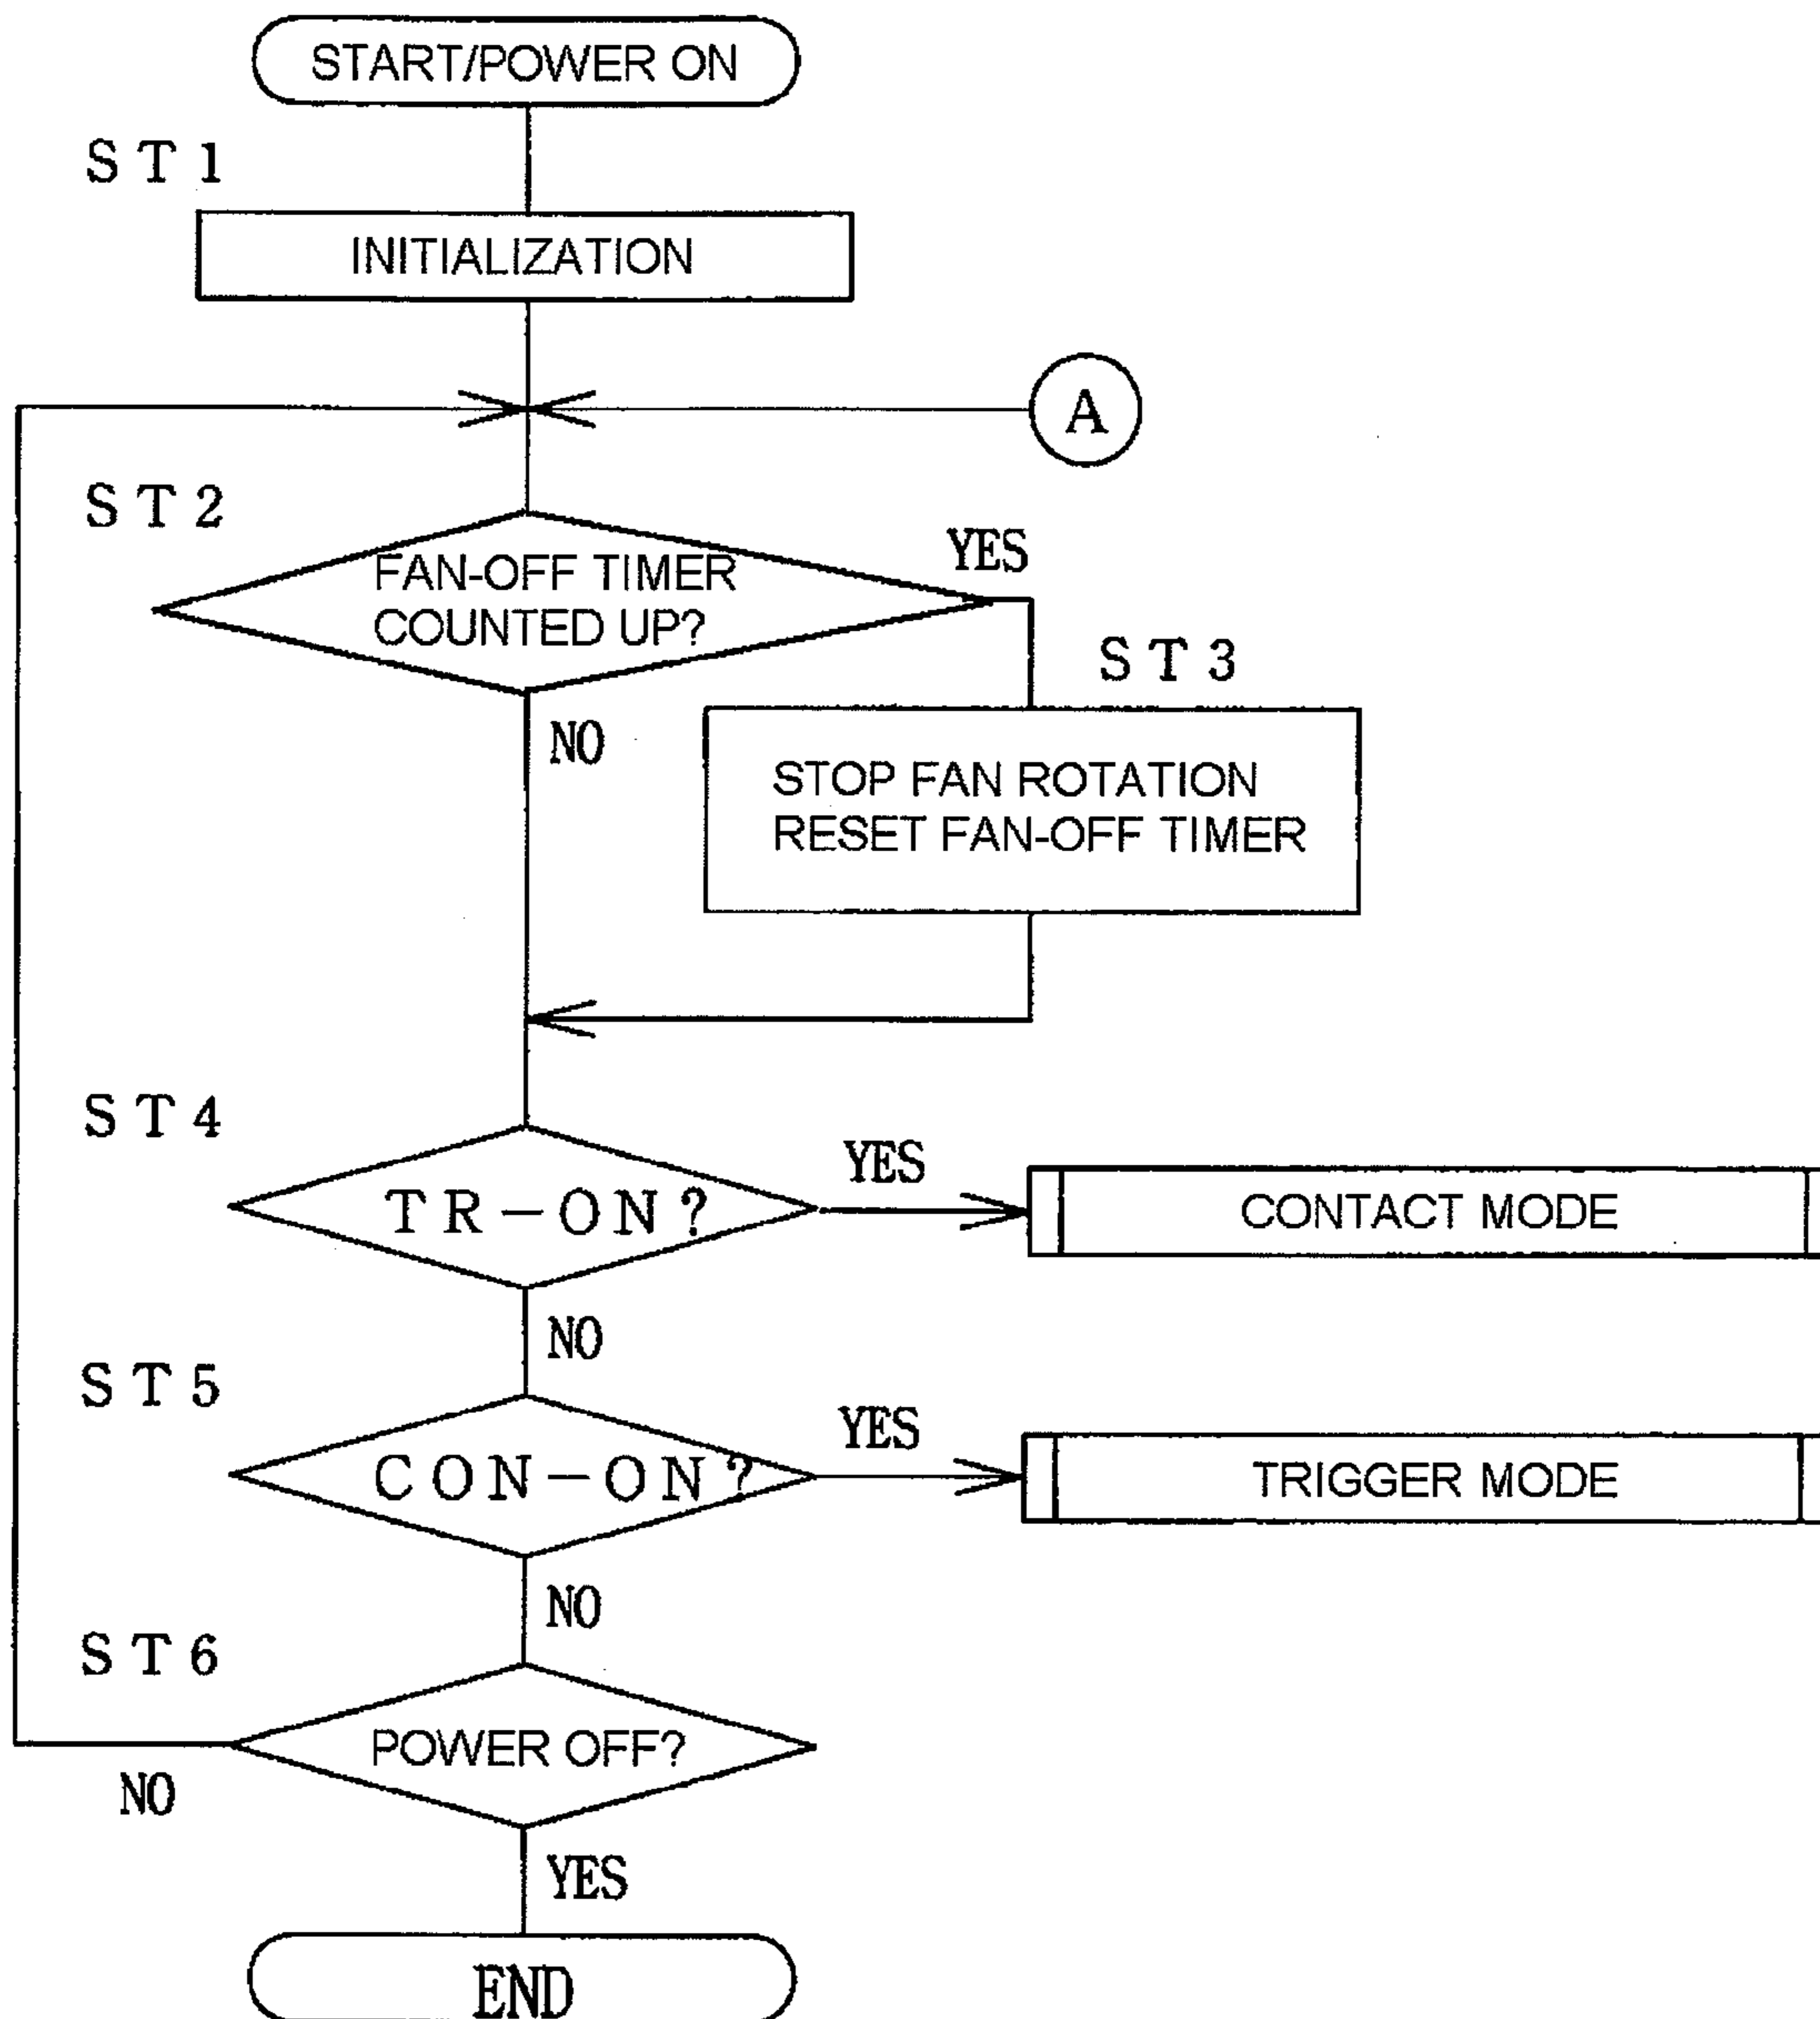 START/POWER ON
ST1
INITIALIZATION
A
ST2
FAN-OFF TIMER
COUNTED UP?
YES
NO
ST3
STOP FAN ROTATION
RESET FAN-OFF TIMER
ST4
TR-ON?
YES
CONTACT MODE
NO
ST5
CON-ON?
YES
TRIGGER MODE
NO
ST6
POWER OFF?
NO
YES
END